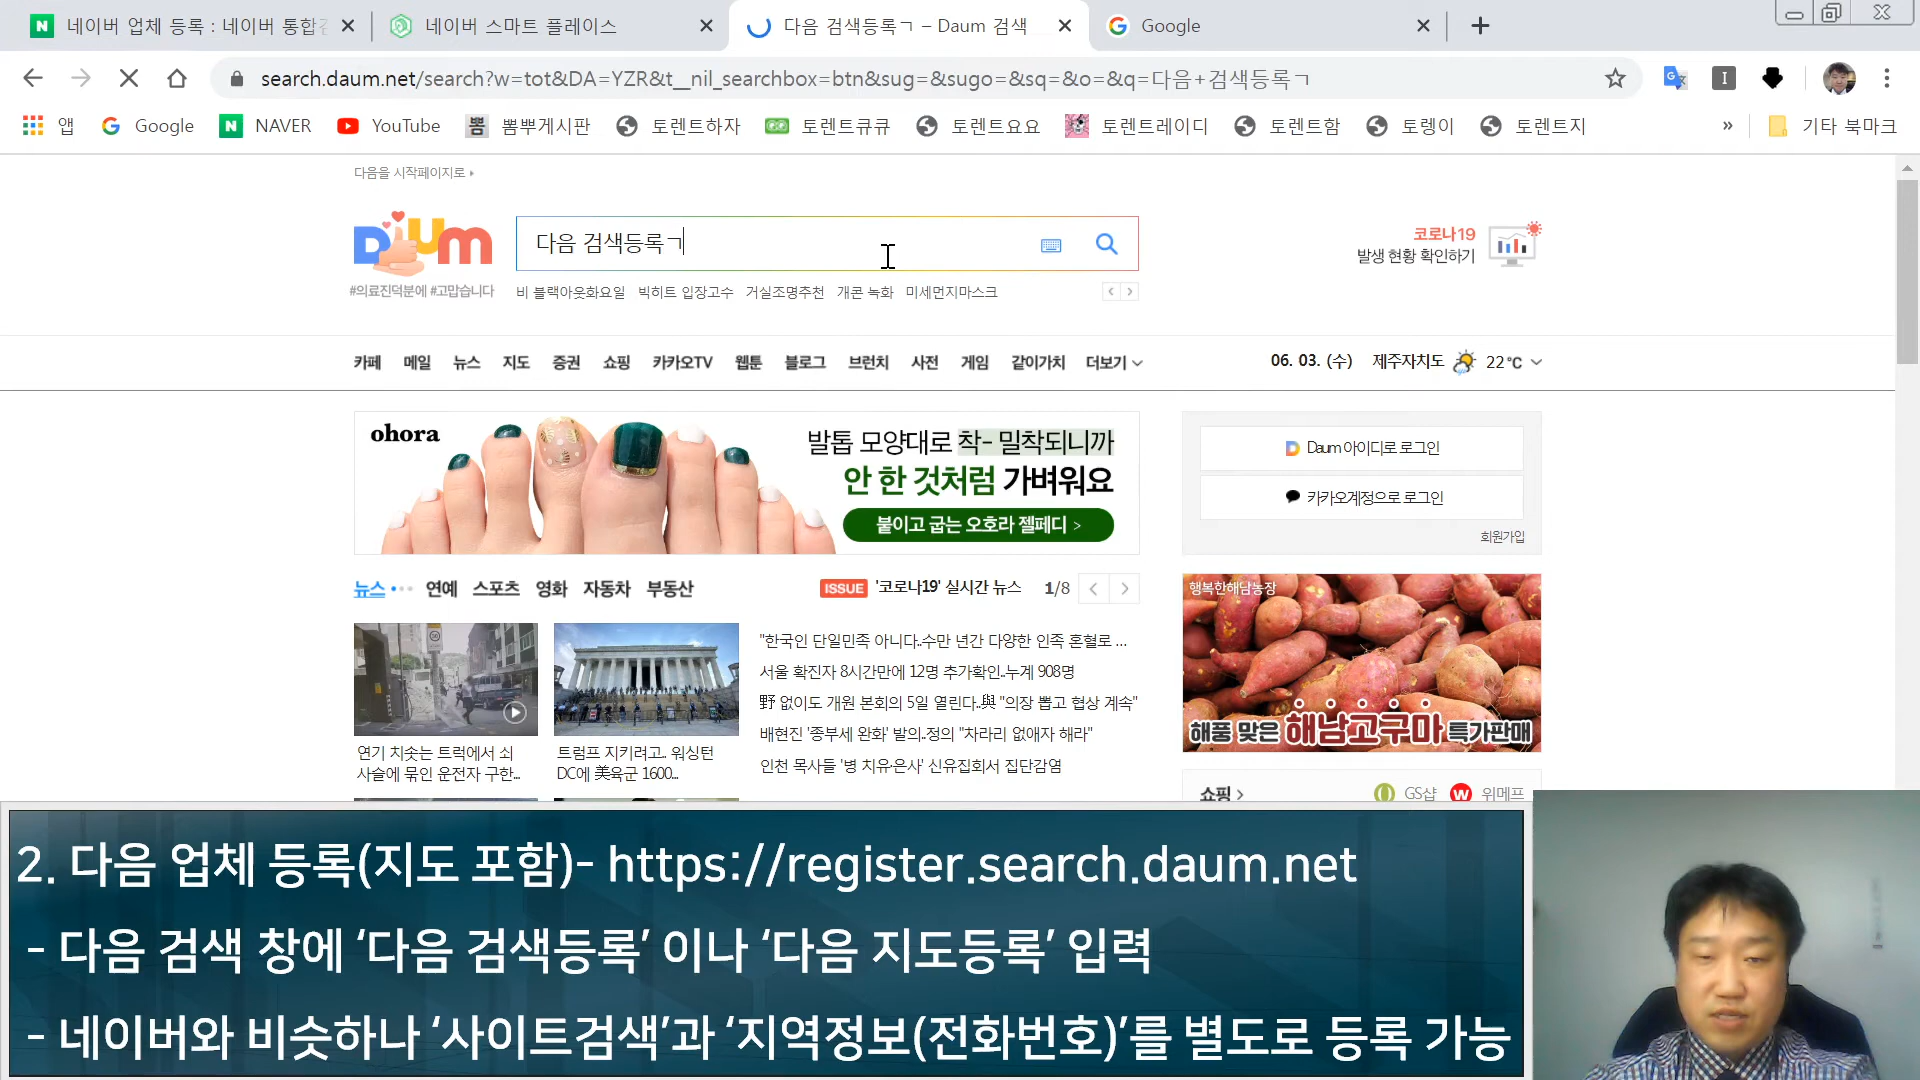 네이버 업체 등록 : 네이버 통합검
네이버 스마트 플레이스
다음 검색등록ㄱ – Daum 검색
Google
search.daum.net/search?w=tot&DA=YZR&t__nil_searchbox=btn&sug=&sugo=&sq=&o=&q=다음+검색등록ㄱ
앱
Google
NAVER
YouTube
뽐뿌게시판
토렌트하자
토렌트큐큐
토렌트요요
토렌트레이디
토렌트함
토렝이
토렌트지
»
기타 북마크
다음을 시작페이지로
Daum
#의료진덕분에 #고맙습니다
다음 검색등록ㄱ
코로나19
발생 현황 확인하기
비 블랙아웃화요일 빅히트 입장고수 거실조명추천 개콘 녹화 미세먼지마스크
카페 메일 뉴스 지도 증권 쇼핑 카카오TV 웹툰 블로그 브런치 사전 게임 같이가치 더보기
06. 03. (수) 제주자치도 22℃
ohora
발톱 모양대로 착- 밀착되니까
안 한 것처럼 가벼워요
붙이고 굽는 오호라 젤페디 >
Daum 아이디로 로그인
카카오계정으로 로그인
회원가입
뉴스 연예 스포츠 영화 자동차 부동산
ISSUE '코로나19' 실시간 뉴스 1/8
연기 치솟는 트럭에서 쇠
사슬에 묶인 운전자 구한...
트럼프 지키려고.. 워싱턴
DC에 美육군 1600...
"한국인 단일민족 아니다..수만 년간 다양한 인족 혼혈로 ...
서울 확진자 8시간만에 12명 추가확인..누계 908명
野 없이도 개원 본회의 5일 열린다..與 "의장 뽑고 협상 계속"
배현진 '종부세 완화' 발의..정의 "차라리 없애자 해라"
인천 목사들 '병 치유·은사' 신유집회서 집단감염
행복한해남농장
해풍 맞은 해남고구마 특가판매
쇼핑 >
GS샵
w 위메프
2. 다음 업체 등록(지도 포함)- https://register.search.daum.net
- 다음 검색 창에 ‘다음 검색등록’ 이나 ‘다음 지도등록’ 입력
- 네이버와 비슷하나 ‘사이트검색’과 ‘지역정보(전화번호)’를 별도로 등록 가능